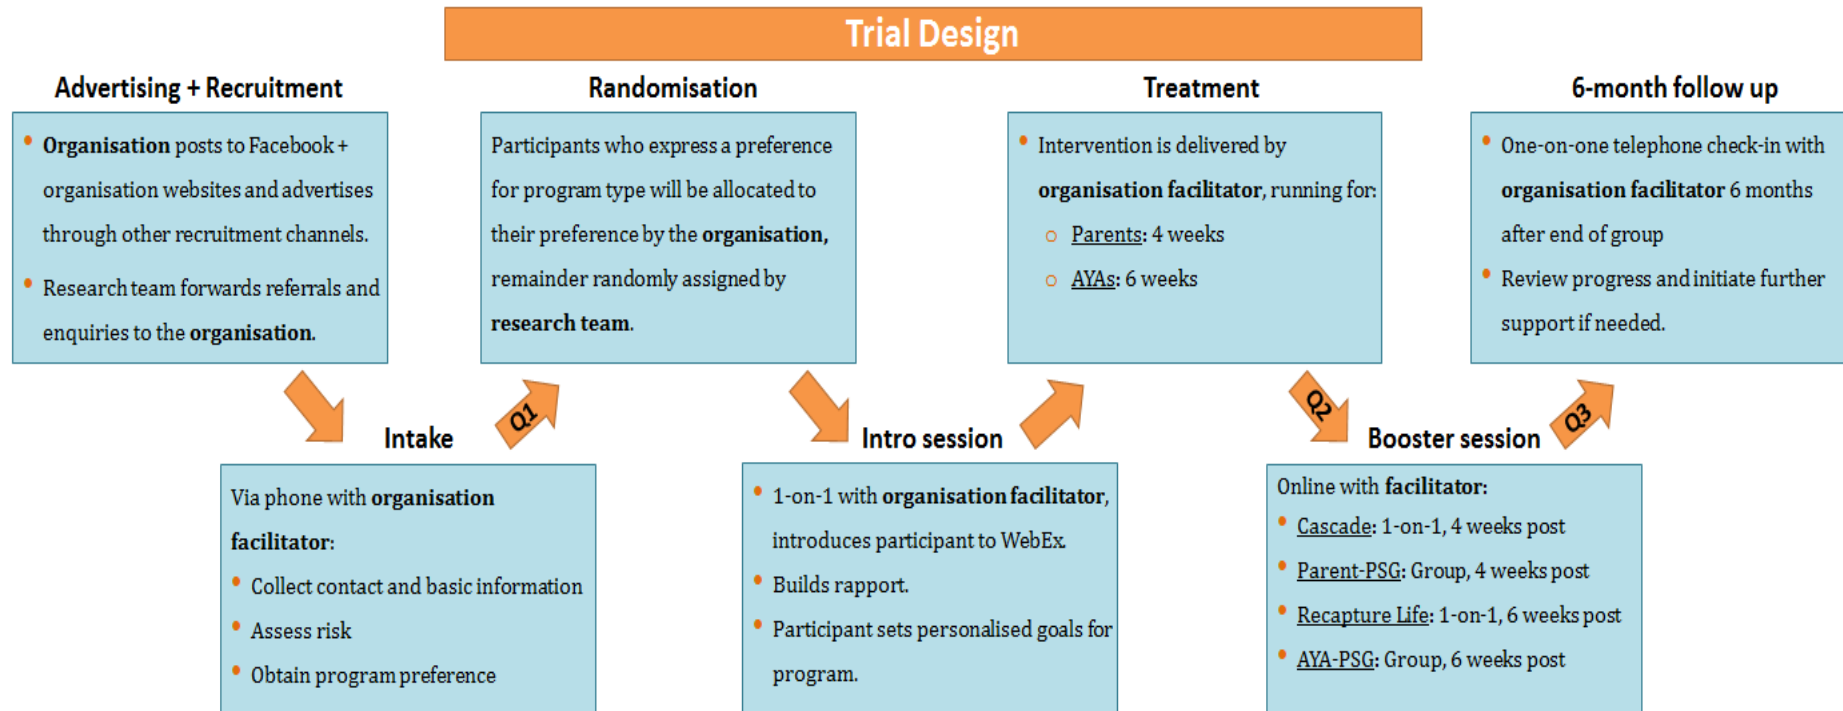 Trial Design
Advertising + Recruitment
• Organisation posts to Facebook +
organisation websites and advertises
through other recruitment channels.
• Research team forwards referrals and
enquiries to the organisation.
Q1
Intake
Via phone with organisation
facilitator:
• Collect contact and basic information
• Assess risk
• Obtain program preference
Randomisation
Participants who express a preference
for program type will be allocated to
their preference by the organisation,
remainder randomly assigned by
research team.
Intro session
• 1-on-1 with organisation facilitator,
introduces participant to WebEx.
• Builds rapport.
• Participant sets personalised goals for
program.
Treatment
• Intervention is delivered by
organisation facilitator, running for:
○ Parents: 4 weeks
○ AYAs: 6 weeks
Q2
Booster session
Online with facilitator:
• Cascade: 1-on-1, 4 weeks post
• Parent-PSG: Group, 4 weeks post
• Recapture Life: 1-on-1, 6 weeks post
• AYA-PSG: Group, 6 weeks post
Q3
6-month follow up
• One-on-one telephone check-in with
organisation facilitator 6 months
after end of group
• Review progress and initiate further
support if needed.